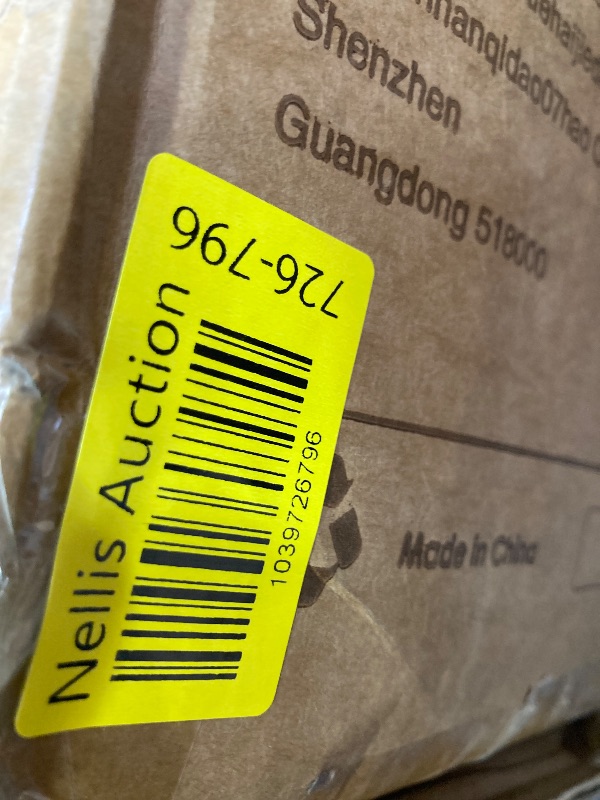 Shenzhen
Guangdong 518000
726-796
Nellis Auction
1039726796
Made in China